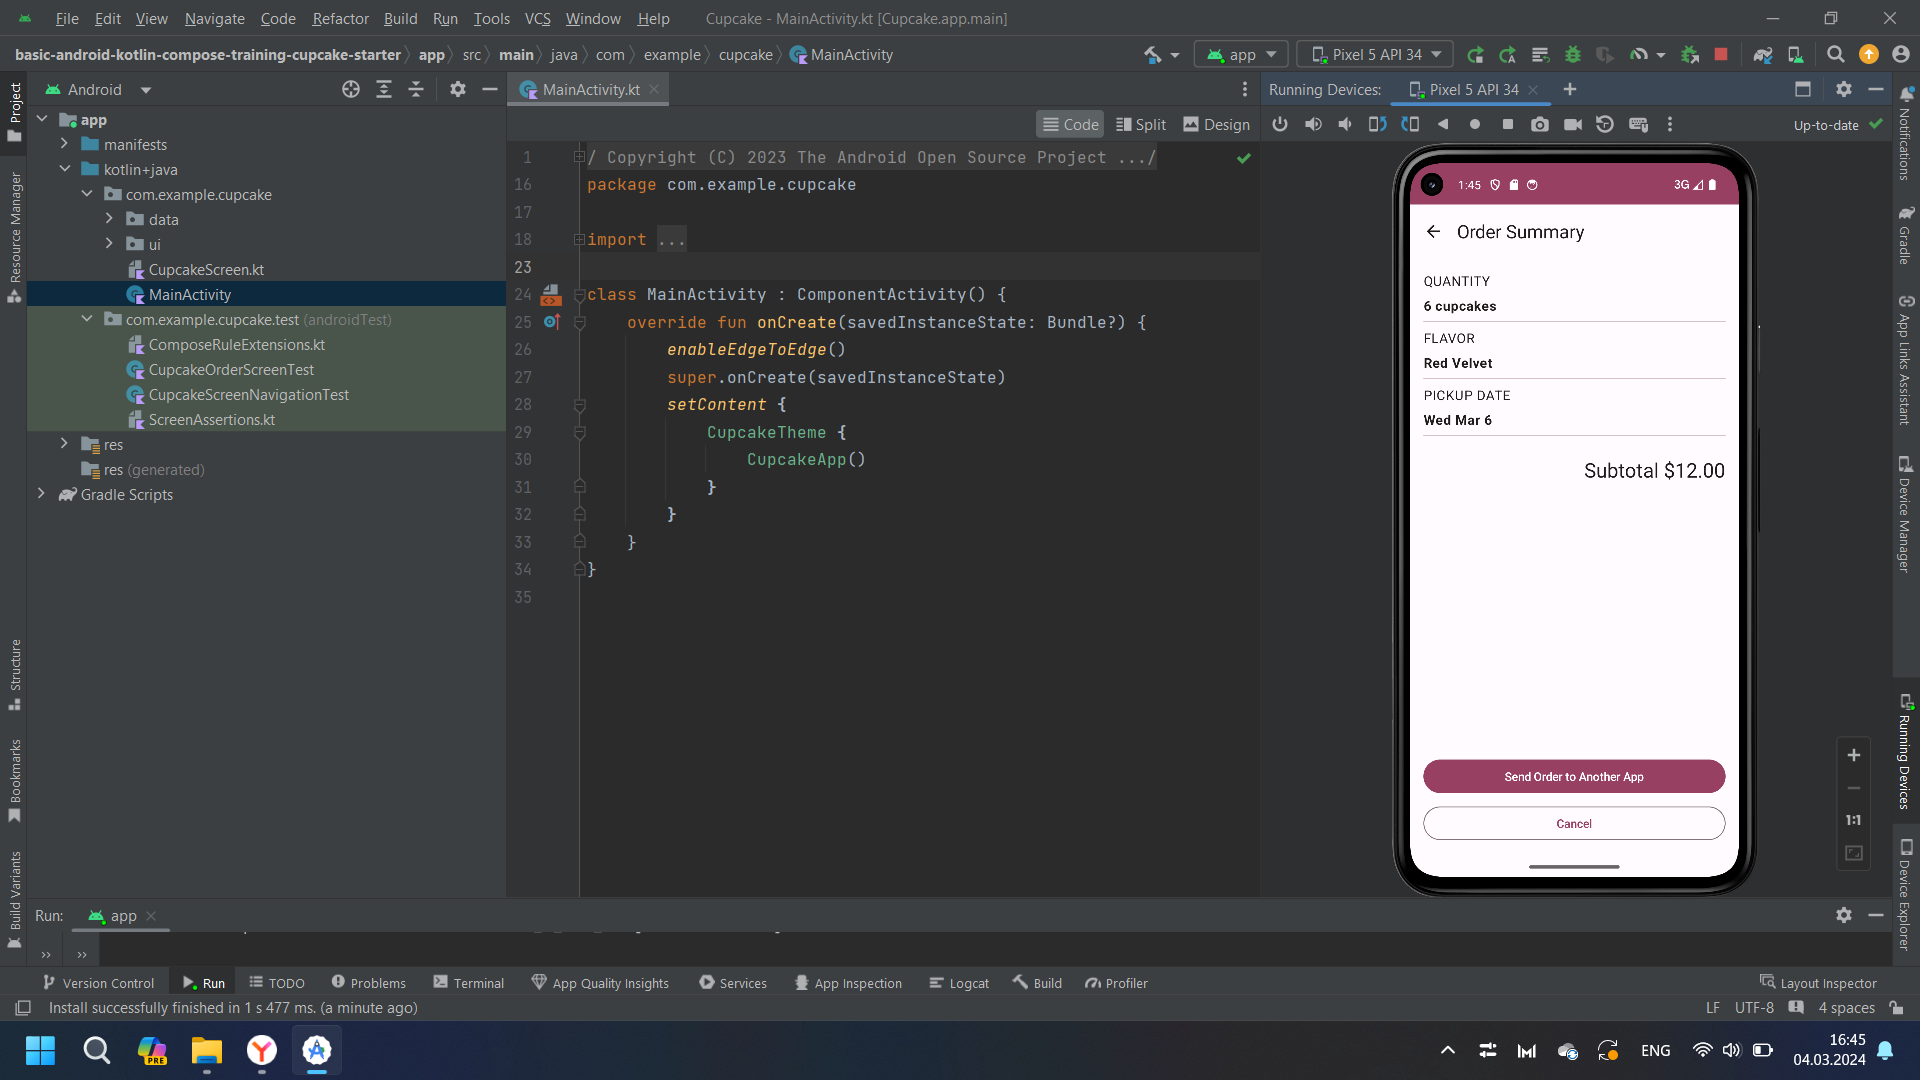 File Edit View Navigate Code Refactor Build Run Tools VCS Window Help Cupcake - MainActivity.kt [Cupcake.app.main]
basic-android-kotlin-compose-training-cupcake-starter app src main java com example cupcake MainActivity
app Pixel 5 API 34
Android
MainActivity.kt
Running Devices: Pixel 5 API 34
Code Split Design
Up-to-date
Project
Resource Manager
Structure
Bookmarks
Build Variants
app
manifests
kotlin+java
com.example.cupcake
data
ui
CupcakeScreen.kt
MainActivity
com.example.cupcake.test (androidTest)
ComposeRuleExtensions.kt
CupcakeOrderScreenTest
CupcakeScreenNavigationTest
ScreenAssertions.kt
res
res (generated)
Gradle Scripts
1 / Copyright (C) 2023 The Android Open Source Project .../
16 package com.example.cupcake
17
18 import ...
23
24 class MainActivity : ComponentActivity() {
25 override fun onCreate(savedInstanceState: Bundle?) {
26 enableEdgeToEdge()
27 super.onCreate(savedInstanceState)
28 setContent {
29 CupcakeTheme {
30 CupcakeApp()
31 }
32 }
33 }
34 }
35
1:45 3G
Order Summary
QUANTITY
6 cupcakes
FLAVOR
Red Velvet
PICKUP DATE
Wed Mar 6
Subtotal $12.00
Send Order to Another App
Cancel
1:1
Notifications
Gradle
App Links Assistant
Device Manager
Running Devices
Device Explorer
Run: app
Version Control Run TODO Problems Terminal App Quality Insights Services App Inspection Logcat Build Profiler Layout Inspector
Install successfully finished in 1 s 477 ms. (a minute ago) LF UTF-8 4 spaces
PRE
ENG
16:45
04.03.2024